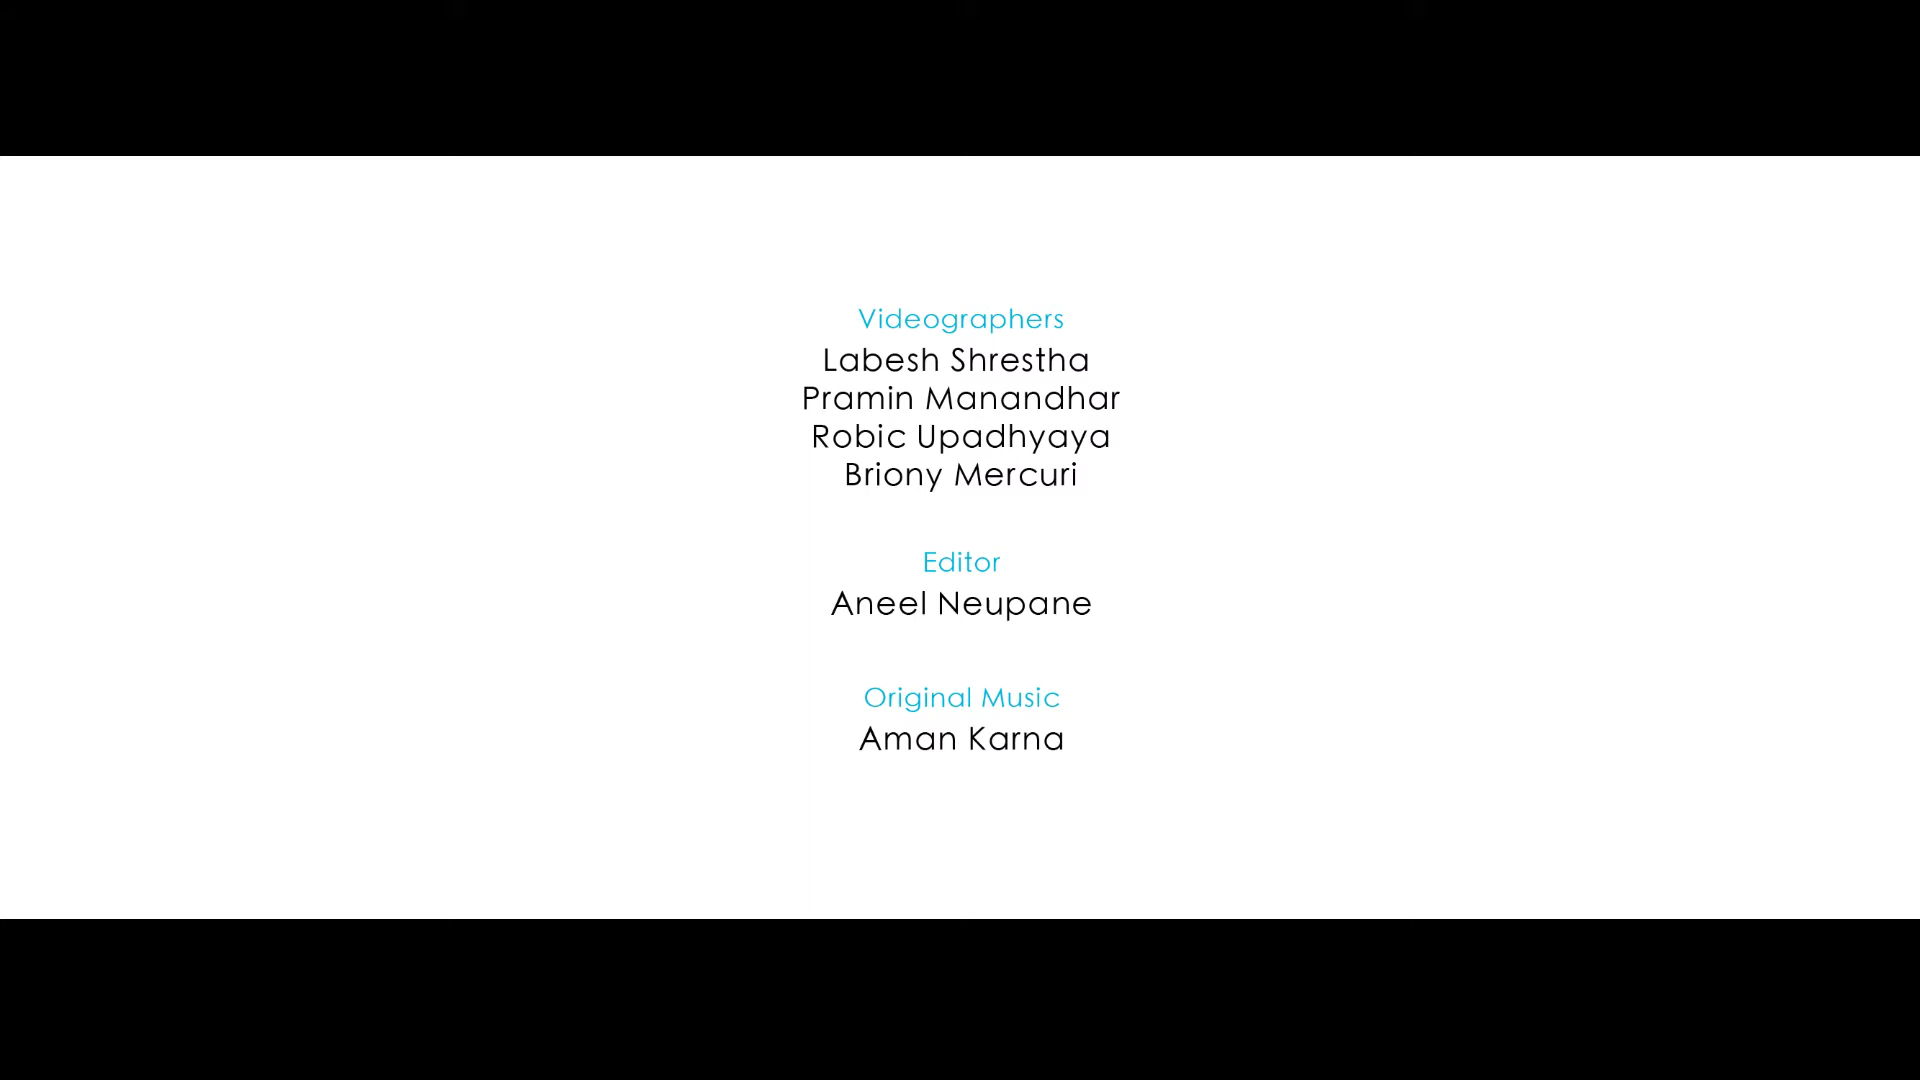 Videographers
Labesh Shrestha
Pramin Manandhar
Robic Upadhyaya
Briony Mercuri
Editor
Aneel Neupane
Original Music
Aman Karna